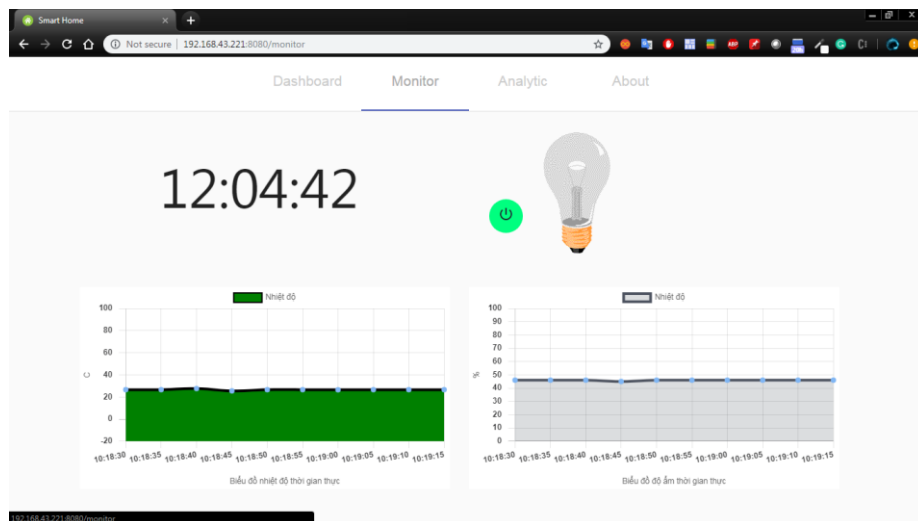 Smart Home
Not secure | 192.168.43.221:8080/monitor
Dashboard Monitor Analytic About
12:04:42
Nhiệt độ
100
80
60
40
20
0
-20
C
10:18:30 10:18:35 10:18:40 10:18:45 10:18:50 10:18:55 10:19:00 10:19:05 10:19:10 10:19:15
Biểu đồ nhiệt độ thời gian thực
Nhiệt độ
100
90
80
70
60
50
40
30
20
10
0
%
10:18:30 10:18:35 10:18:40 10:18:45 10:18:50 10:18:55 10:19:00 10:19:05 10:19:10 10:19:15
Biểu đồ độ ẩm thời gian thực
192.168.43.221:8080/monitor